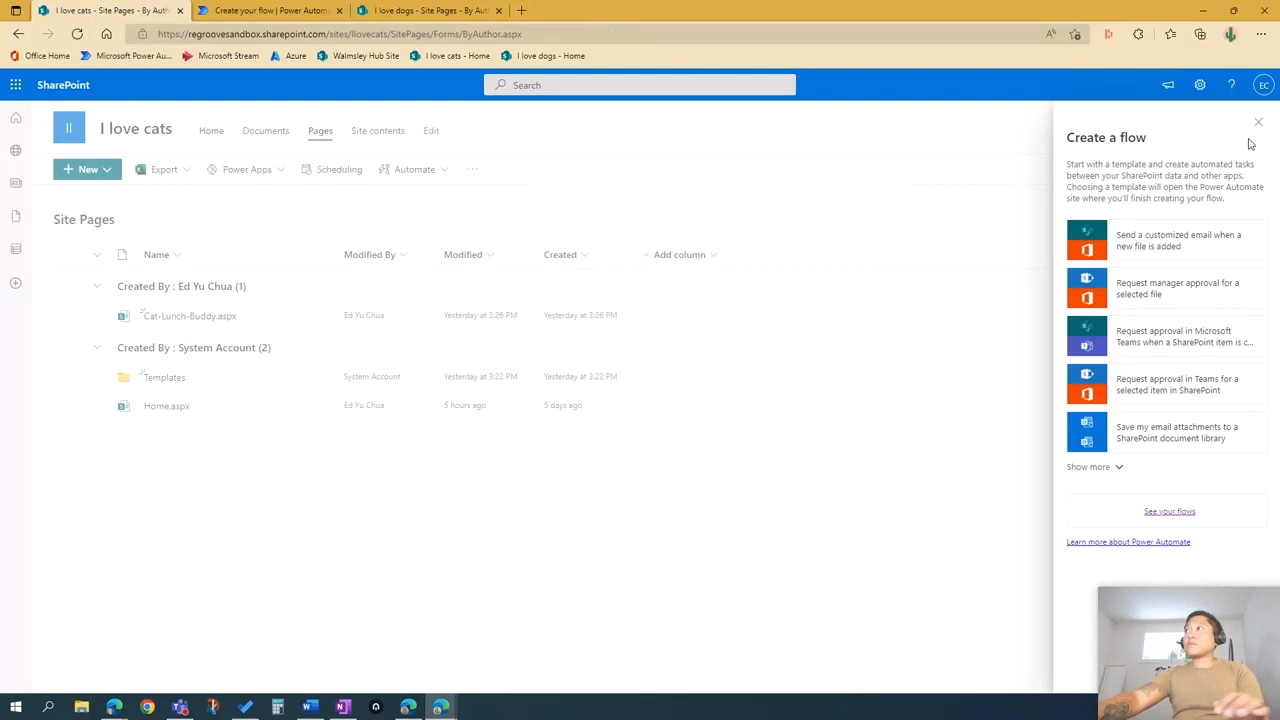 I love cats - Site Pages - By Auth
Create your flow | Power Automa
I love dogs - Site Pages - By Auth
https://regroovesandbox.sharepoint.com/sites/Ilovecats/SitePages/Forms/ByAuthor.aspx
Office Home
Microsoft Power Au...
Microsoft Stream
Azure
Walmsley Hub Site
I love cats - Home
I love dogs - Home
SharePoint
Search
EC
Il
I love cats
Home
Documents
Pages
Site contents
Edit
New
Export
Power Apps
Scheduling
Automate
Site Pages
Name
Modified By
Modified
Created
+ Add column
Created By : Ed Yu Chua (1)
Cat-Lunch-Buddy.aspx
Ed Yu Chua
Yesterday at 3:26 PM
Yesterday at 3:26 PM
Created By : System Account (2)
Templates
System Account
Yesterday at 3:22 PM
Yesterday at 3:22 PM
Home.aspx
Ed Yu Chua
5 hours ago
5 days ago
Create a flow
Start with a template and create automated tasks
between your SharePoint data and other apps.
Choosing a template will open the Power Automate
site where you'll finish creating your flow.
Send a customized email when a
new file is added
Request manager approval for a
selected file
Request approval in Microsoft
Teams when a SharePoint item is c...
Request approval in Teams for a
selected item in SharePoint
Save my email attachments to a
SharePoint document library
Show more
See your flows
Learn more about Power Automate